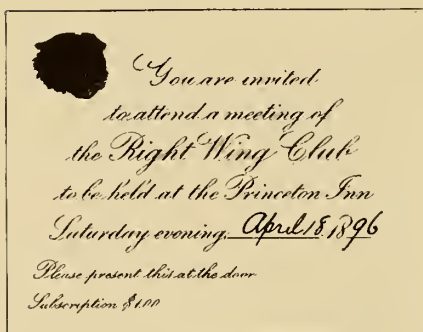 You are invited
to attend a meeting of
the Right Wing Club
to be held at the Princeton Inn
Saturday evening, April 18, 1896
Please present this at the door
Subscription $1.00